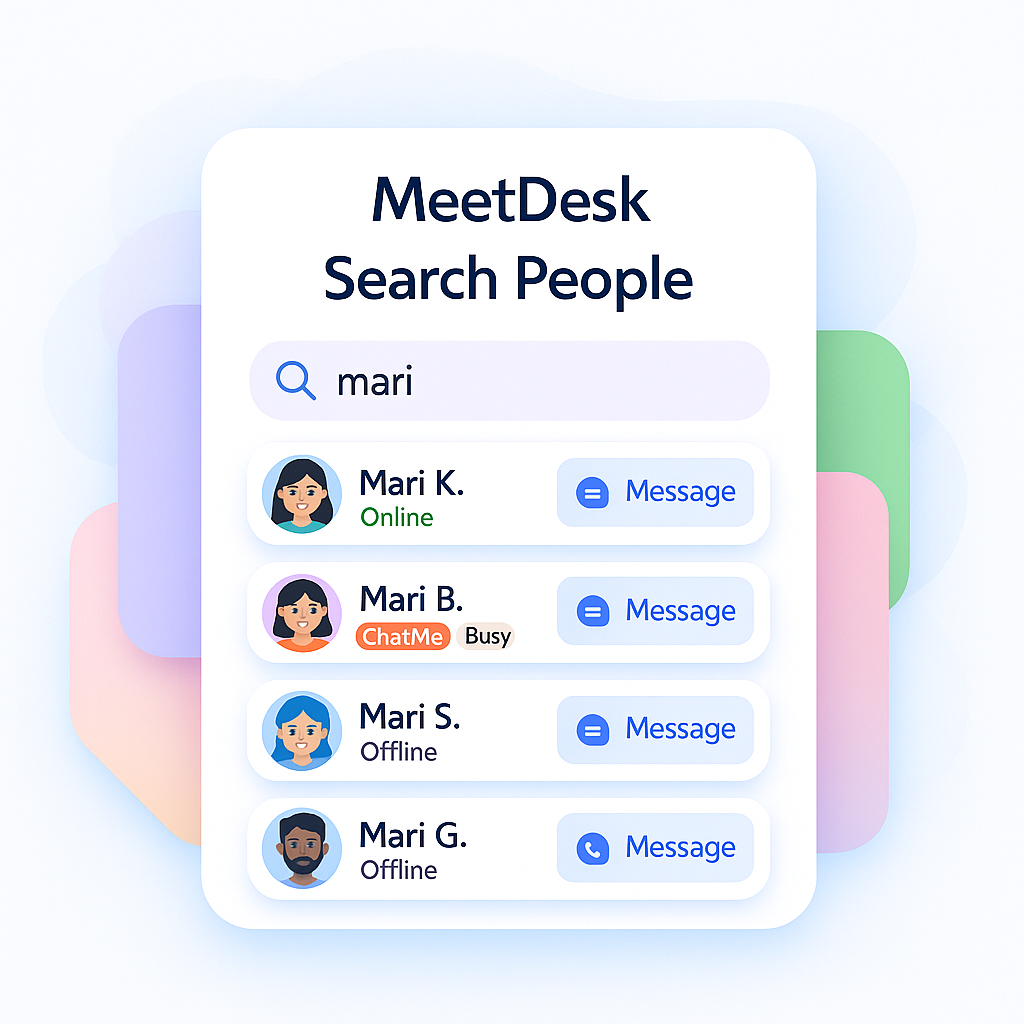 MeetDesk
Search People
mari
Mari K.
Online
Message
Mari B.
ChatMe Busy
Message
Mari S.
Offline
Message
Mari G.
Offline
Message